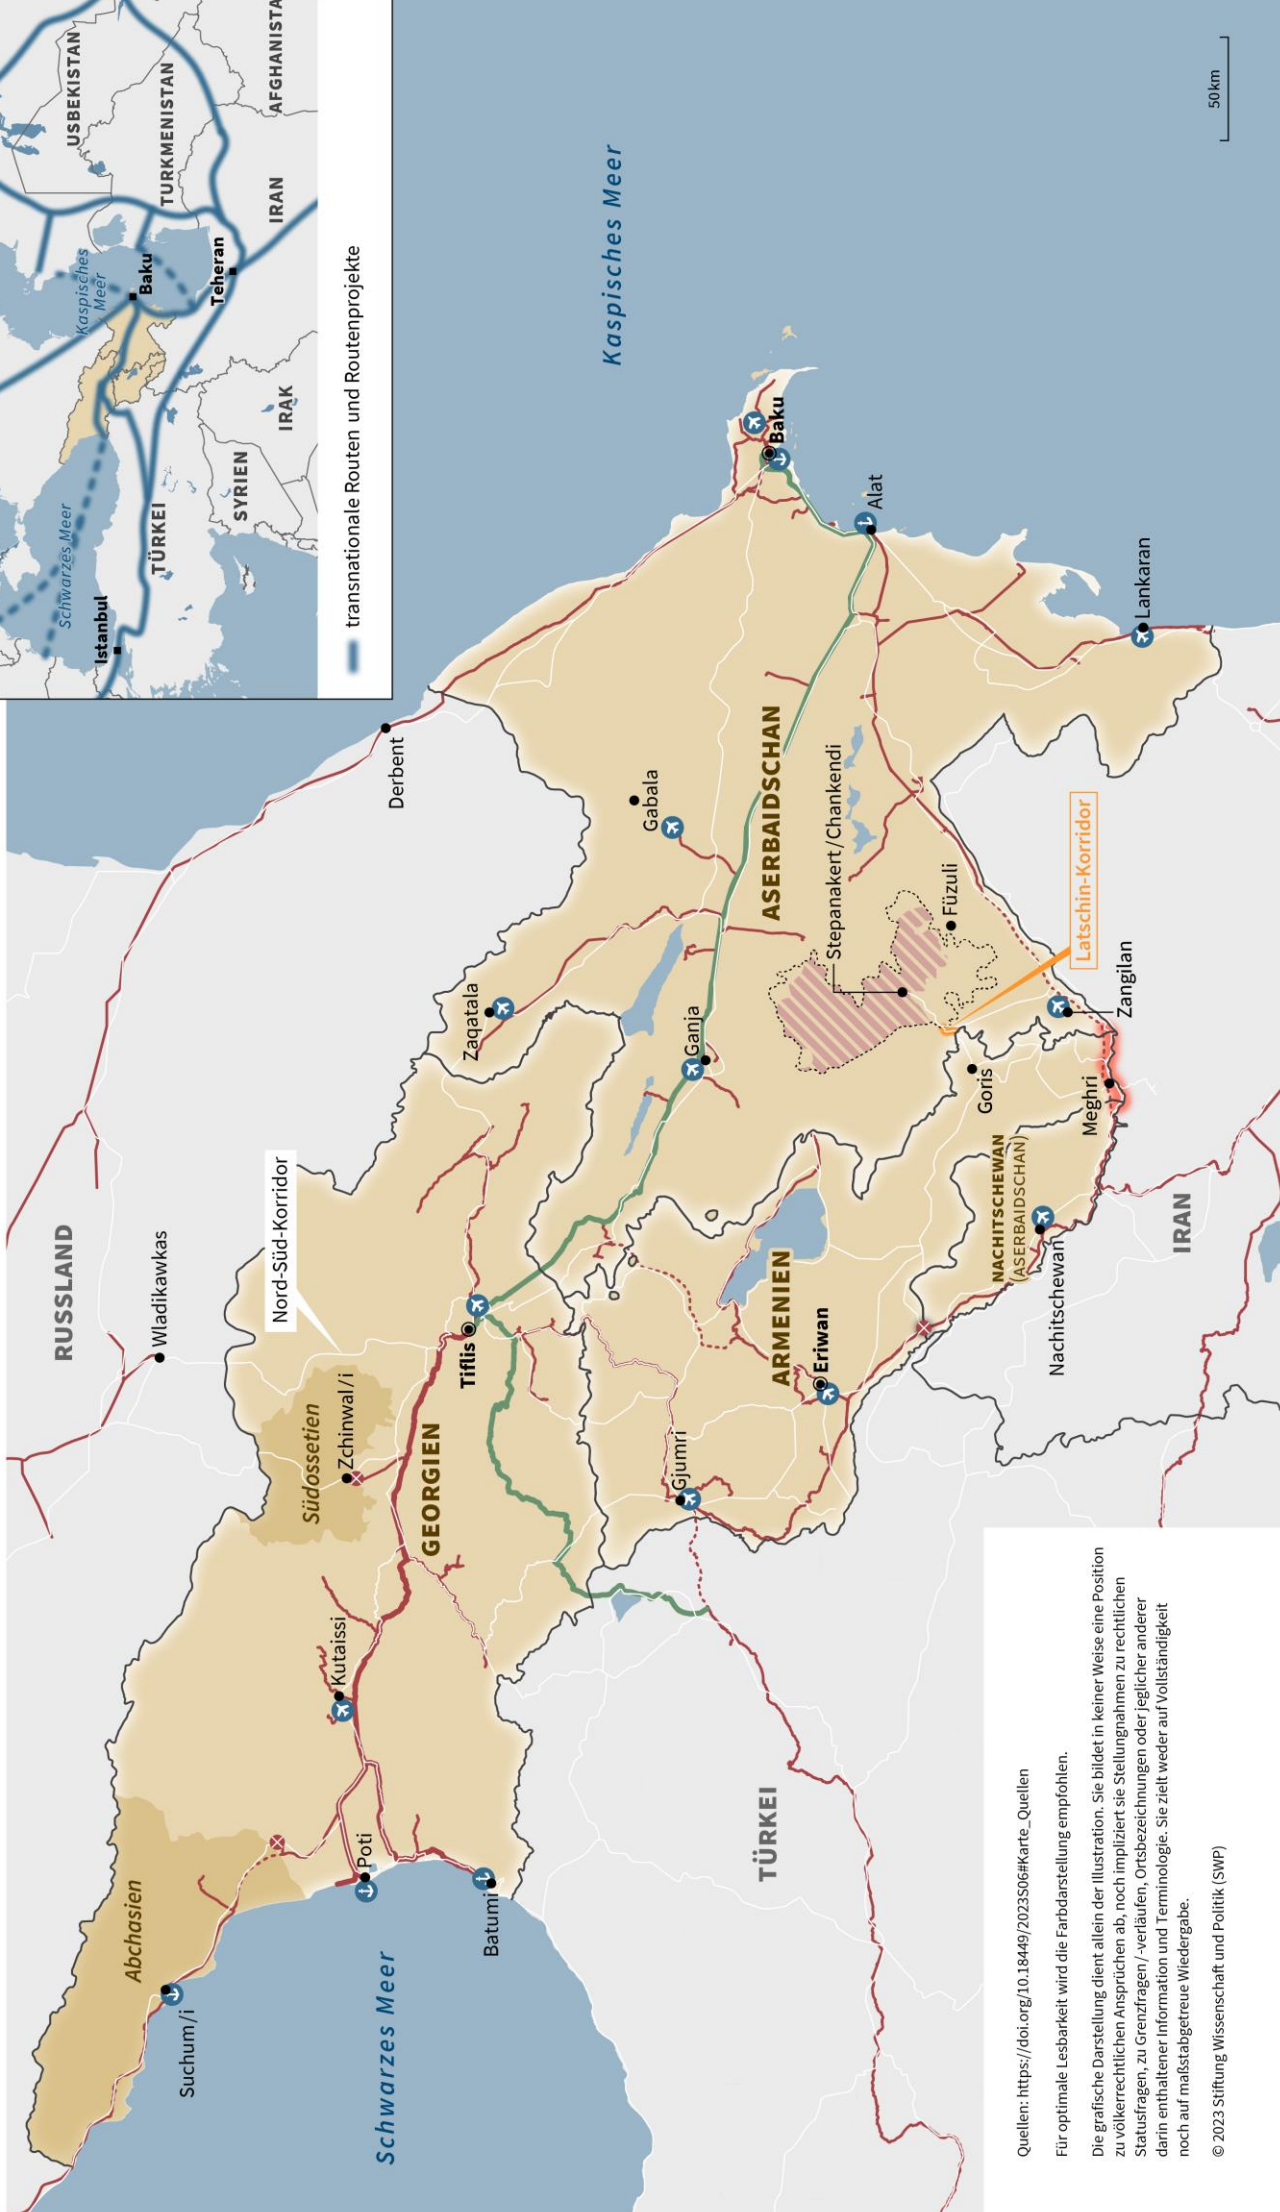 RUSSLAND
Wladikawkas
Derbent
Abchasien
Suchum/i
Schwarzes Meer
Poti
Batumi
Kutaissi
Südossetien
Zchinwal/i
Nord-Süd-Korridor
GEORGIEN
Tiflis
Zaqatala
Gabala
Ganja
ASERBAIDSCHAN
Baku
Alat
Lankaran
Kaspisches Meer
Stepanakert/Chankendi
Füzuli
Latschin-Korridor
Zangilan
Goris
Meghri
Gjumri
ARMENIEN
Eriwan
NACHITSCHEWAN
(ASERBAIDSCHAN)
Nachitschewan
IRAN
TÜRKEI
50km
USBEKISTAN
TURKMENISTAN
AFGHANISTA
IRAN
Kaspisches
Meer
Baku
Teheran
IRAK
SYRIEN
TÜRKEI
Schwarzes Meer
Istanbul
transnationale Routen und Routenprojekte
Quellen: https://doi.org/10.18449/2023S06#Karte_Quellen
Für optimale Lesbarkeit wird die Farbdarstellung empfohlen.
Die grafische Darstellung dient allein der Illustration. Sie bildet in keiner Weise eine Position
zu völkerrechtlichen Ansprüchen ab, noch impliziert sie Stellungnahmen zu rechtlichen
Statusfragen, zu Grenzfragen/-verläufen, Ortsbezeichnungen oder jeglicher anderer
darin enthaltener Information und Terminologie. Sie zielt weder auf Vollständigkeit
noch auf maßstabgetreue Wiedergabe.
© 2023 Stiftung Wissenschaft und Politik (SWP)